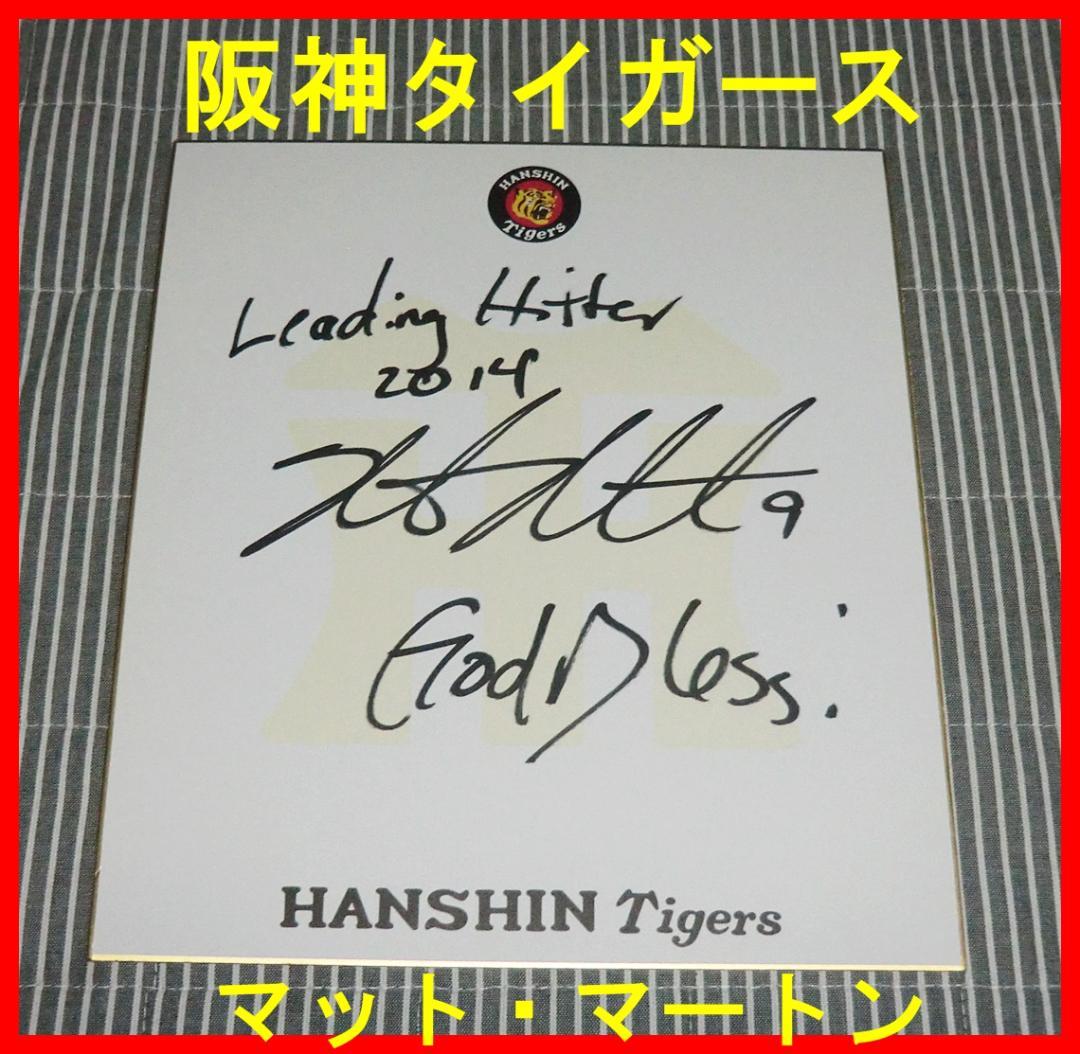 阪神タイガース
HANSHIN
Tigers
Leading Hitter
2014
9
God Bless
HANSHIN Tigers
マット・マートン